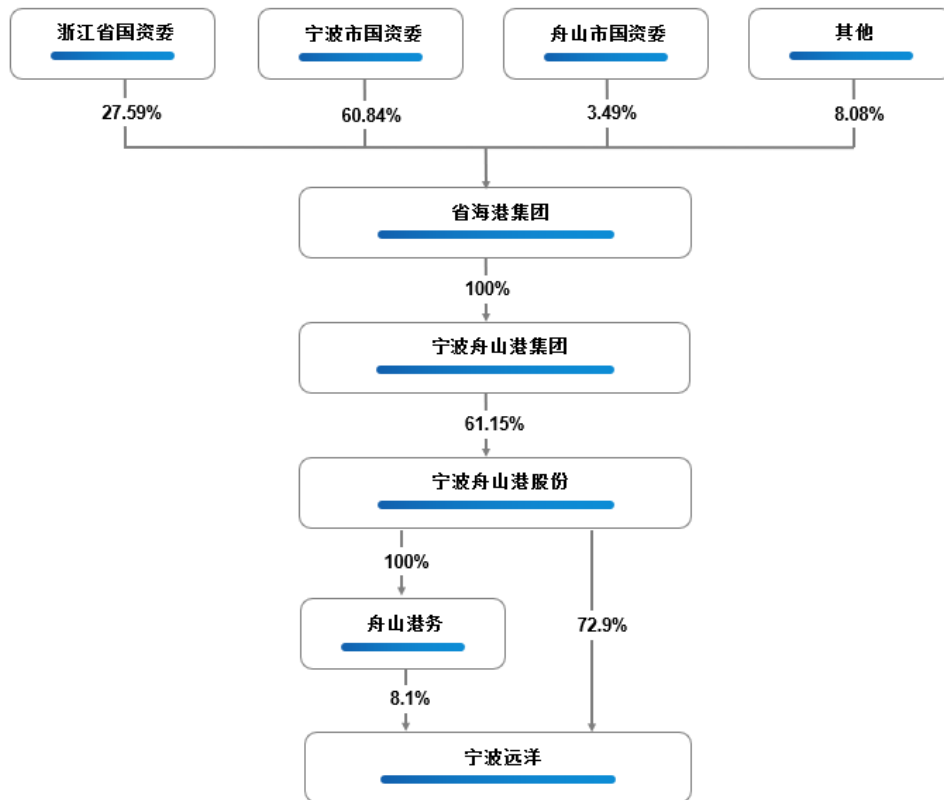 浙江省国资委
宁波市国资委
舟山市国资委
其他
27.59%
60.84%
3.49%
8.08%
省海港集团
100%
宁波舟山港集团
61.15%
宁波舟山港股份
100%
舟山港务
72.9%
8.1%
宁波远洋